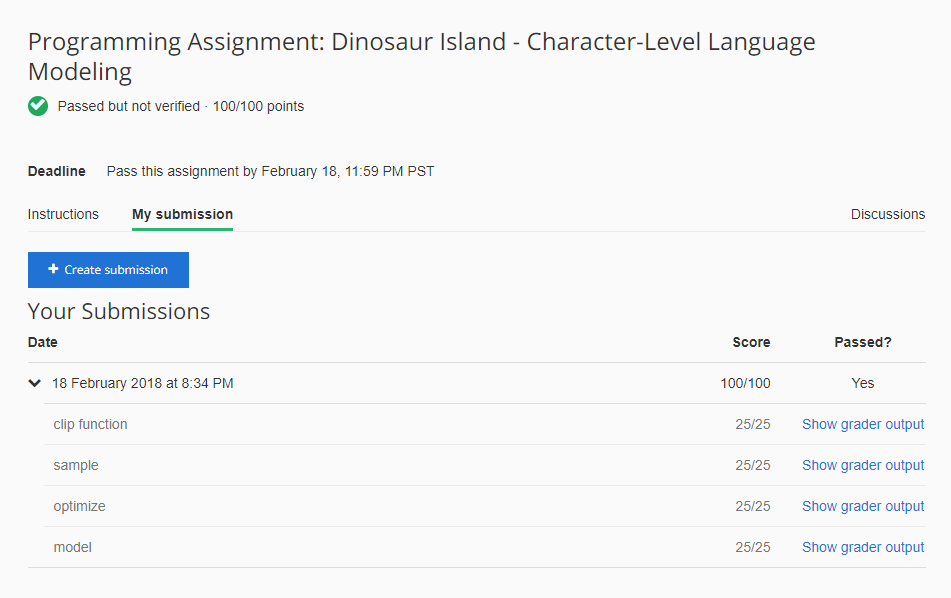 Programming Assignment: Dinosaur Island - Character-Level Language
Modeling
Passed but not verified · 100/100 points
Deadline Pass this assignment by February 18, 11:59 PM PST
Instructions My submission Discussions
+ Create submission
Your Submissions
Date Score Passed?
18 February 2018 at 8:34 PM 100/100 Yes
clip function 25/25 Show grader output
sample 25/25 Show grader output
optimize 25/25 Show grader output
model 25/25 Show grader output